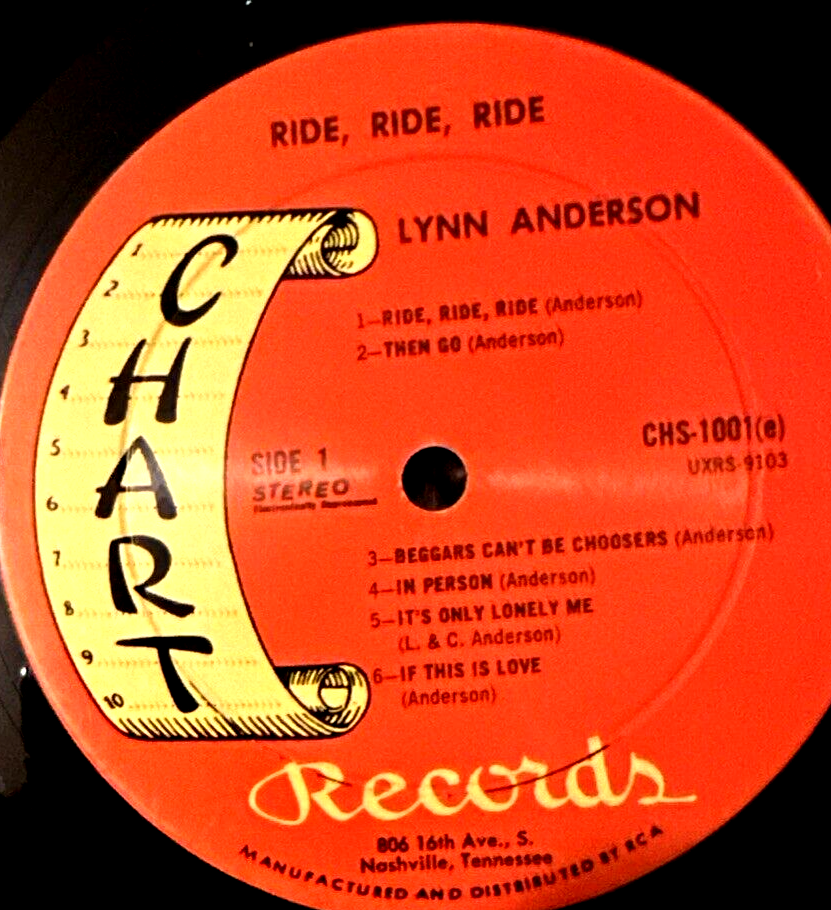 RIDE, RIDE, RIDE
LYNN ANDERSON
1
2
3
4
5
6
7
8
9
10
CHART
1—RIDE, RIDE, RIDE (Anderson)
2—THEN GO (Anderson)
CHS-1001(e)
UXRS-9103
SIDE 1
STEREO
Electronically Reprocessed
3—BEGGARS CAN'T BE CHOOSERS (Anderson)
4—IN PERSON (Anderson)
5—IT'S ONLY LONELY ME
(L. & C. Anderson)
6—IF THIS IS LOVE
(Anderson)
Records
806 16th Ave., S.
Nashville, Tennessee
MANUFACTURED AND DISTRIBUTED BY RCA